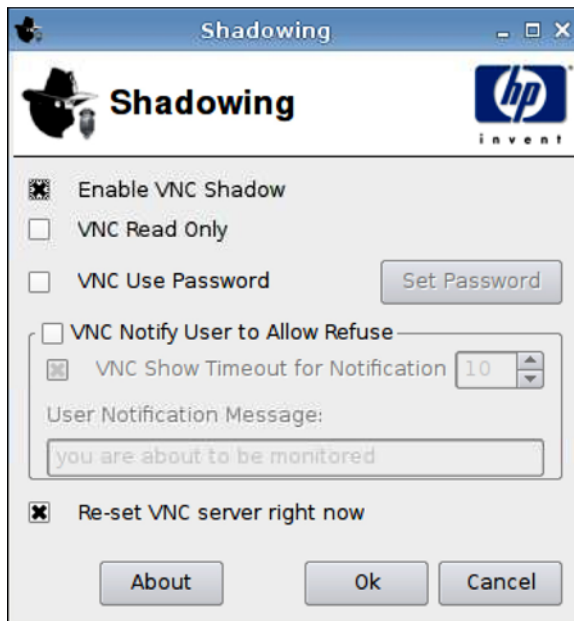 Shadowing
Shadowing
hp
invent
Enable VNC Shadow
VNC Read Only
VNC Use Password Set Password
VNC Notify User to Allow Refuse
VNC Show Timeout for Notification 10
User Notification Message:
you are about to be monitored
Re-set VNC server right now
About Ok Cancel